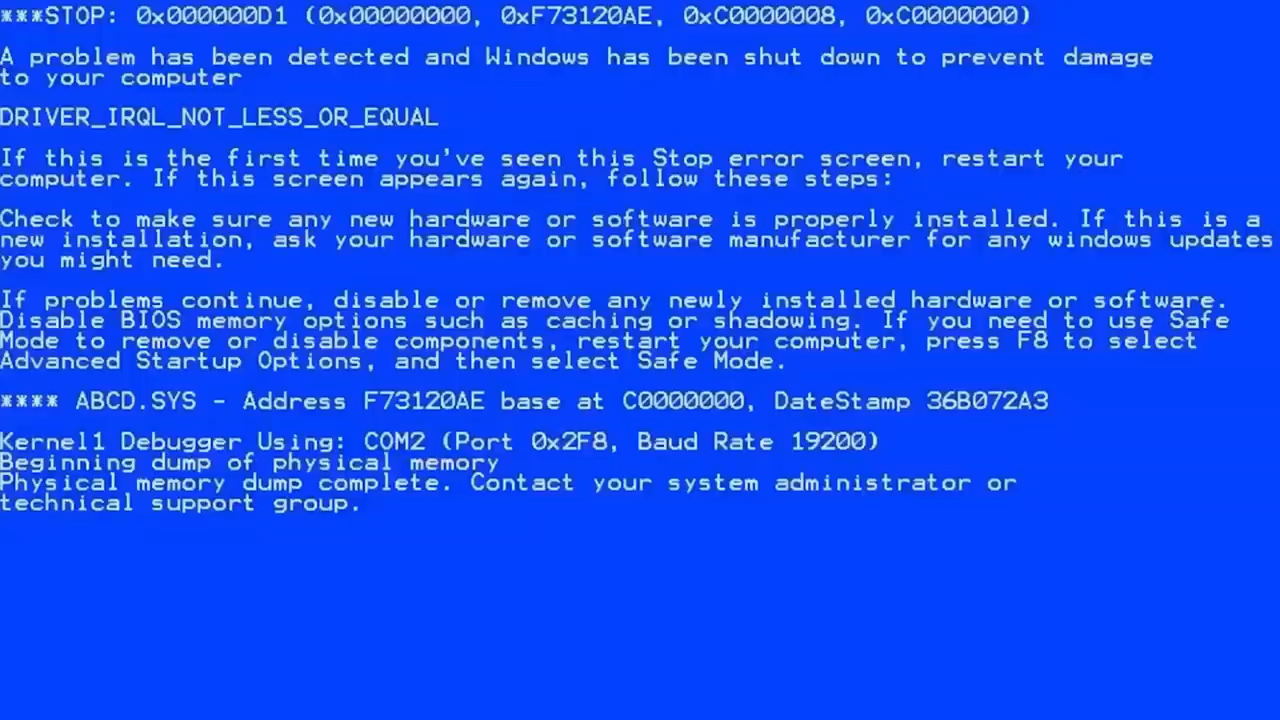 ***STOP: 0x000000D1 (0x00000000, 0xF73120AE, 0xC0000008, 0xC0000000)
A problem has been detected and Windows has been shut down to prevent damage
to your computer
DRIVER_IRQL_NOT_LESS_OR_EQUAL
If this is the first time you've seen this Stop error screen, restart your
computer. If this screen appears again, follow these steps:
Check to make sure any new hardware or software is properly installed. If this is a
new installation, ask your hardware or software manufacturer for any windows updates
you might need.
If problems continue, disable or remove any newly installed hardware or software.
Disable BIOS memory options such as caching or shadowing. If you need to use Safe
Mode to remove or disable components, restart your computer, press F8 to select
Advanced Startup Options, and then select Safe Mode.
**** ABCD.SYS - Address F73120AE base at C0000000, DateStamp 36B072A3
Kernel1 Debugger Using: COM2 (Port 0x2F8, Baud Rate 19200)
Beginning dump of physical memory
Physical memory dump complete. Contact your system administrator or
technical support group.